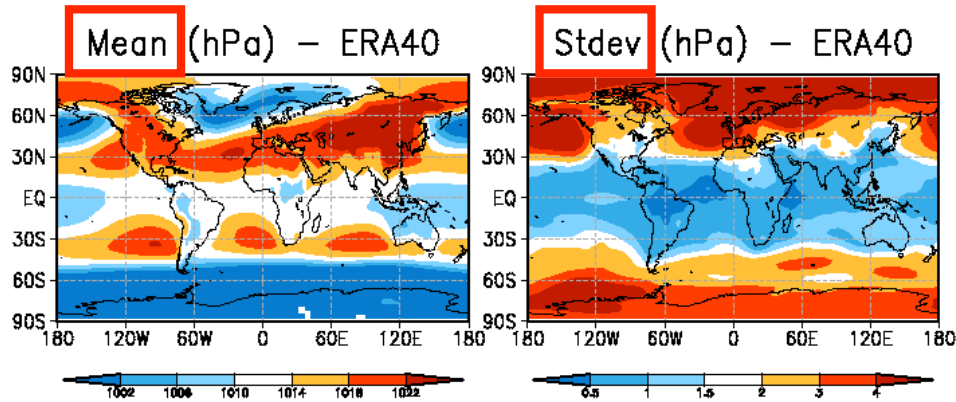 Mean (hPa) – ERA40
Stdev (hPa) – ERA40
90N
60N
30N
EQ
30S
60S
90S
180 120W 60W 0 60E 120E 180
90N
60N
30N
EQ
30S
60S
90S
180 120W 60W 0 60E 120E 180
1002 1006 1010 1014 1018 1022
0.5 1 1.5 2 3 4